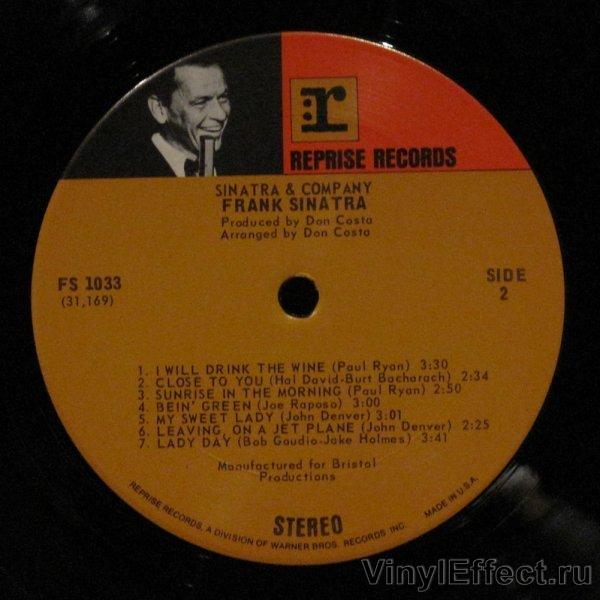 r:
REPRISE RECORDS
SINATRA & COMPANY
FRANK SINATRA
Produced by Don Costa
Arranged by Don Costa
FS 1033
(31,169)
SIDE
2
1. I WILL DRINK THE WINE (Paul Ryan) 3:30
2. CLOSE TO YOU (Hal David-Burt Bacharach) 2:34
3. SUNRISE IN THE MORNING (Paul Ryan) 2:50
4. BEIN' GREEN (Joe Raposo) 3:00
5. MY SWEET LADY (John Denver) 3:01
6. LEAVING, ON A JET PLANE (John Denver) 2:25
7. LADY DAY (Bob Gaudio-Jake Holmes) 3:41
Manufactured for Bristol
Productions
STEREO
REPRISE RECORDS, A DIVISION OF WARNER BROS. RECORDS INC. MADE IN U.S.A.
VinylEffect.ru